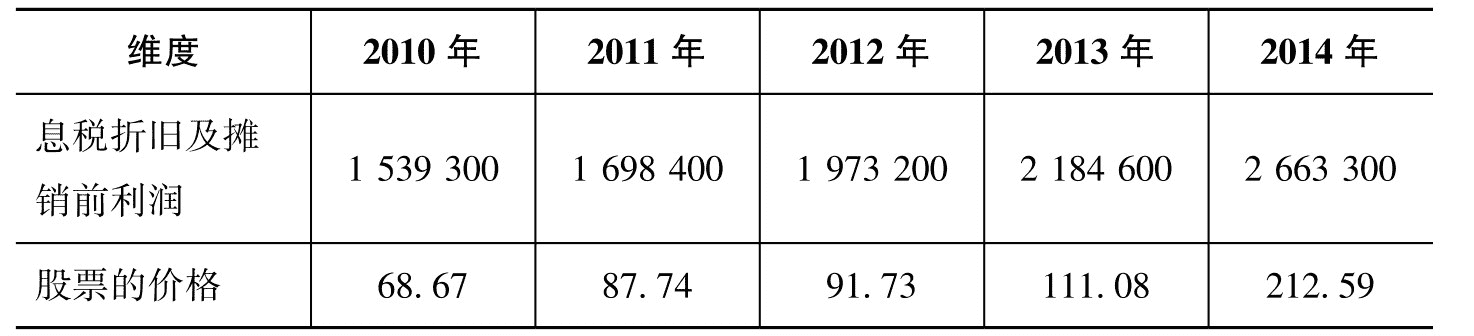 维度 2010 年 2011 年 2012 年 2013 年 2014 年
息税折旧及摊
销前利润 1 539 300 1 698 400 1 973 200 2 184 600 2 663 300
股票的价格 68. 67 87. 74 91. 73 111. 08 212. 59